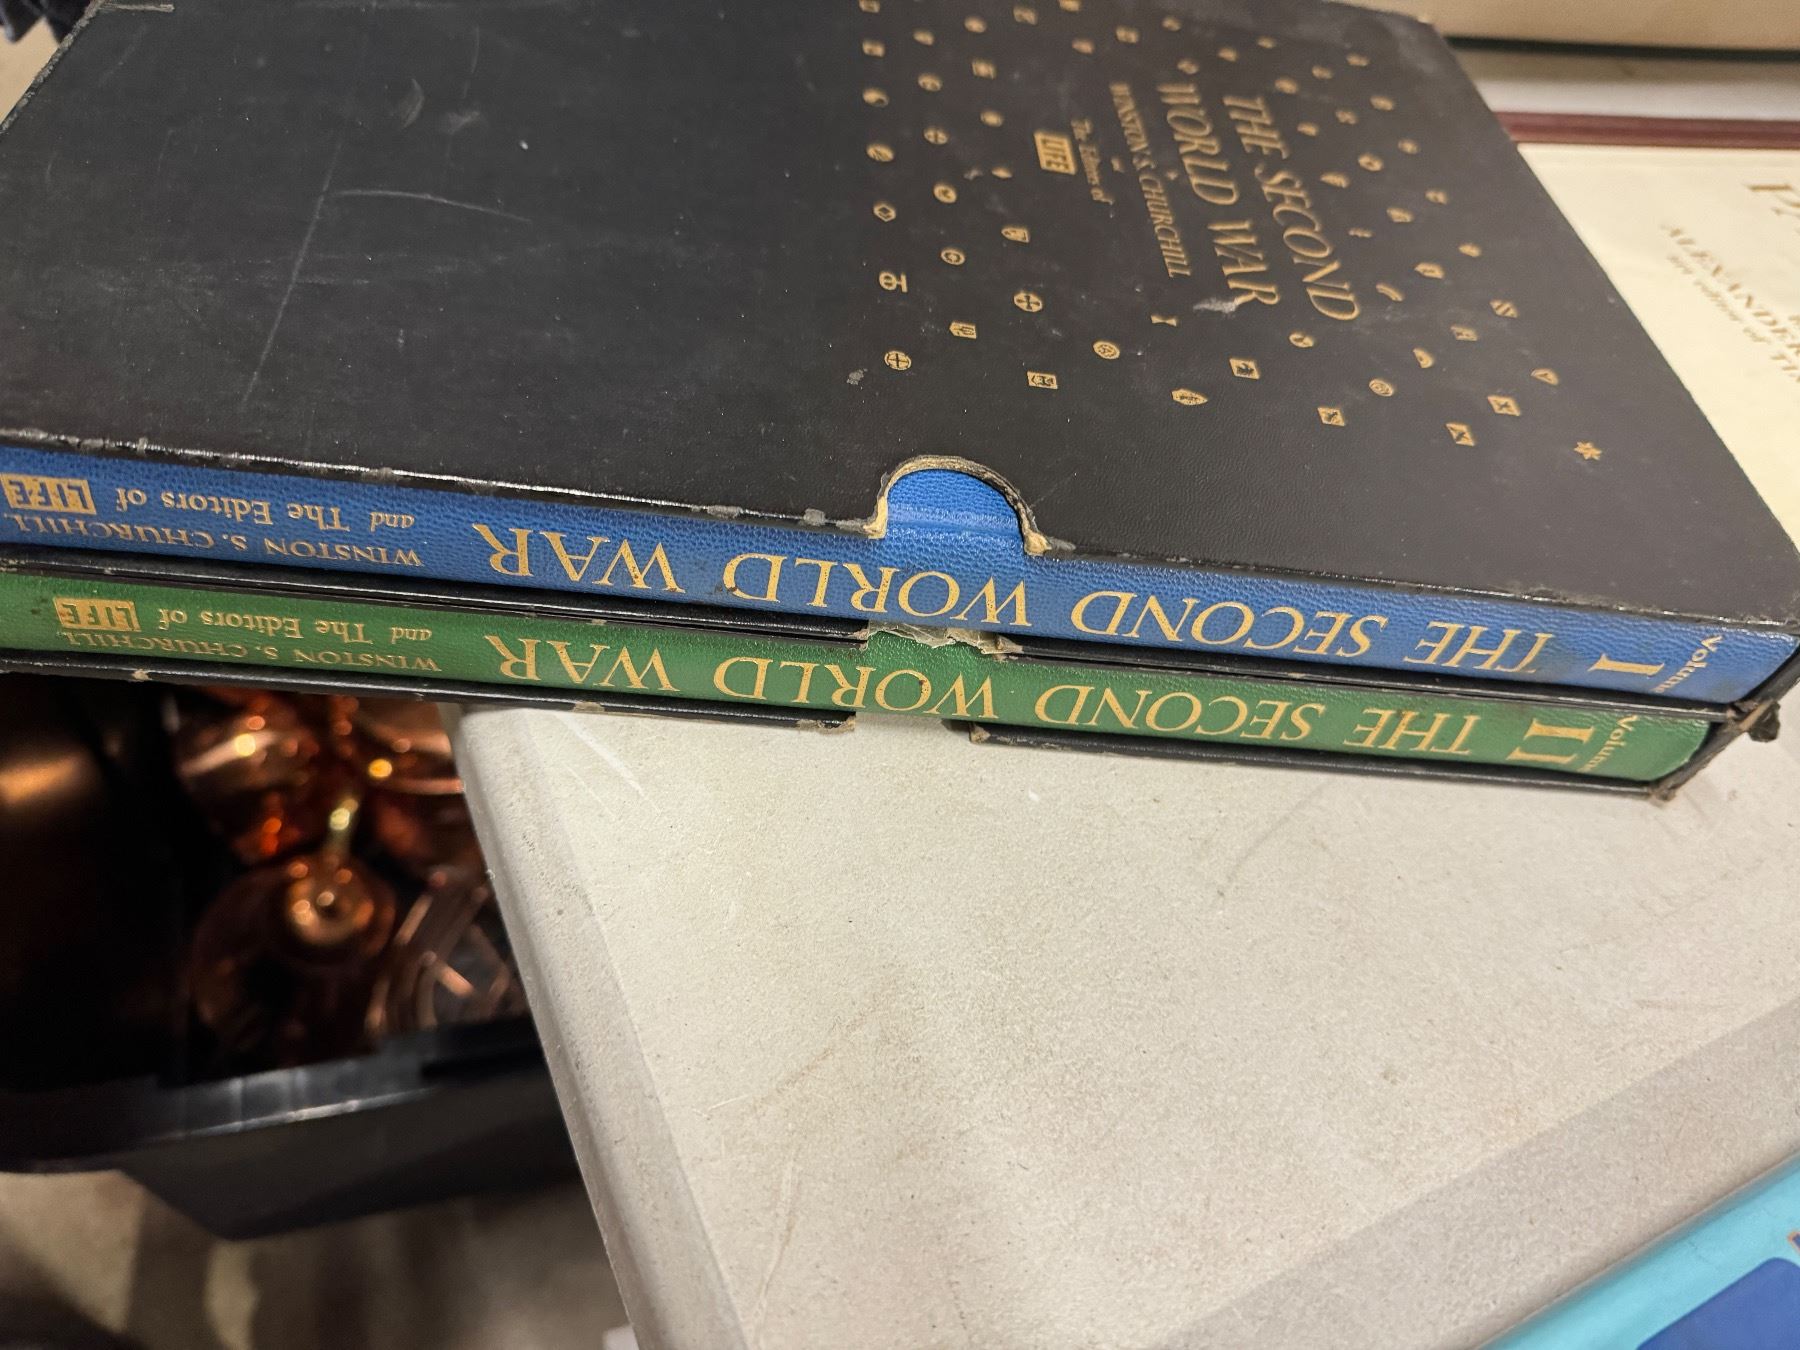 THE SECOND
WORLD WAR
WINSTON S. CHURCHILL
and
The Editors of
LIFE
Volume
I
THE SECOND WORLD WAR
WINSTON S. CHURCHILL
and The Editors of
LIFE
Volume
II
THE SECOND WORLD WAR
WINSTON S. CHURCHILL
and The Editors of
LIFE